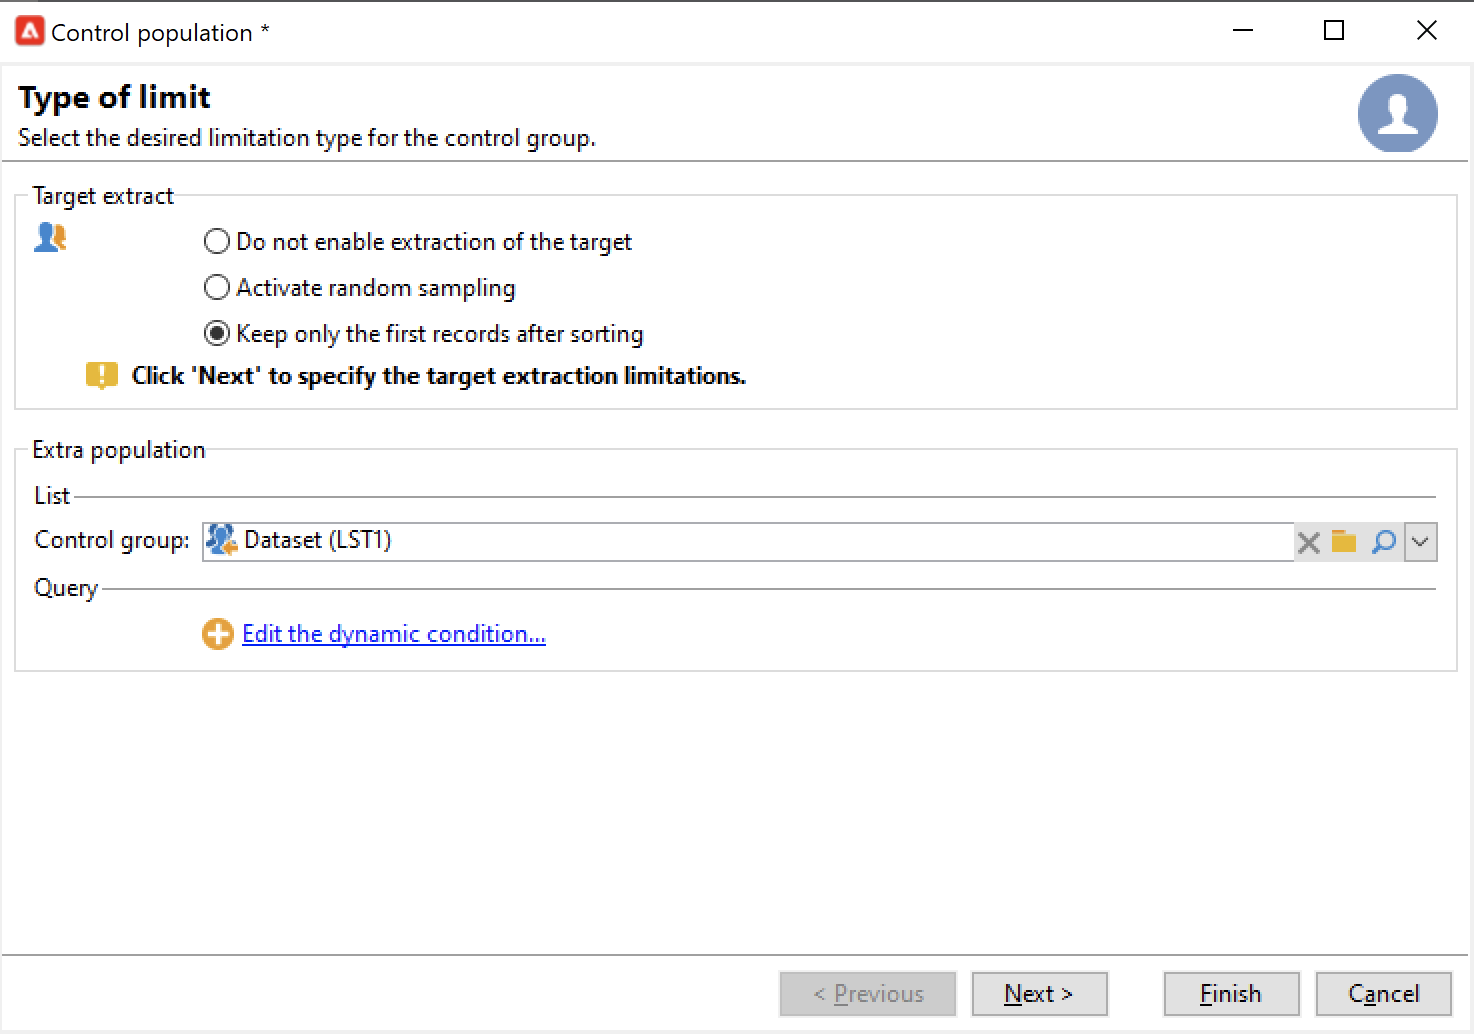 Control population *
Type of limit
Select the desired limitation type for the control group.
Target extract
Do not enable extraction of the target
Activate random sampling
Keep only the first records after sorting
Click 'Next' to specify the target extraction limitations.
Extra population
List
Control group: Dataset (LST1)
Query
Edit the dynamic condition...
< Previous Next > Finish Cancel